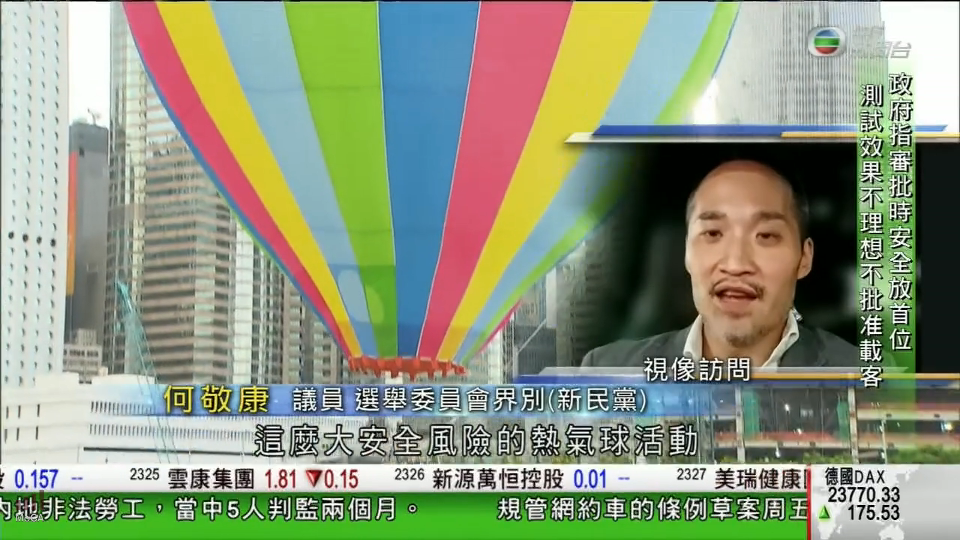 政府指審批時安全放首位
測試效果不理想不批准載客
視像訪問
何敬康 議員 選舉委員會界別(新民黨)
這麼大安全風險的熱氣球活動
0.157 -- 2325 雲康集團 1.81 ▼0.15 2326 新源萬恒控股 0.01 -- 2327 美瑞健康
德國DAX
23770.33
▲ 175.53
內地非法勞工，當中5人判監兩個月。 規管網約車的條例草案周五